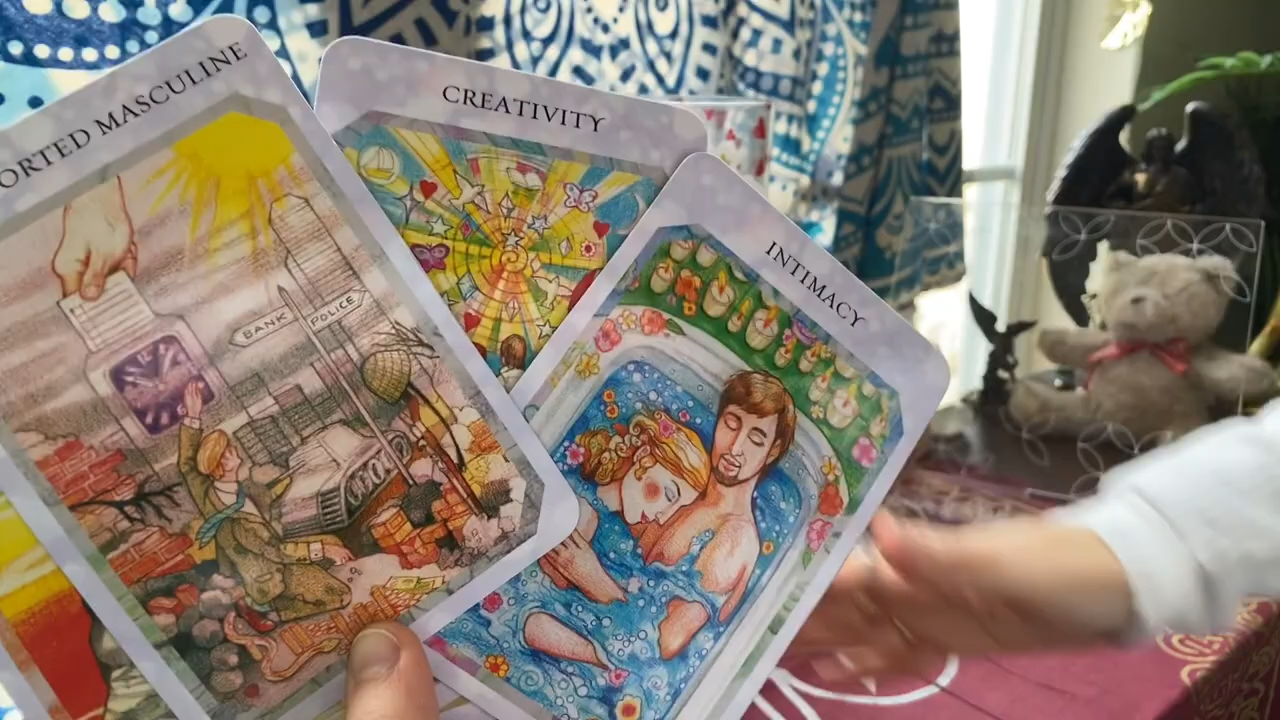 ORTED MASCULINE
CREATIVITY
INTIMACY
BANK
POLICE